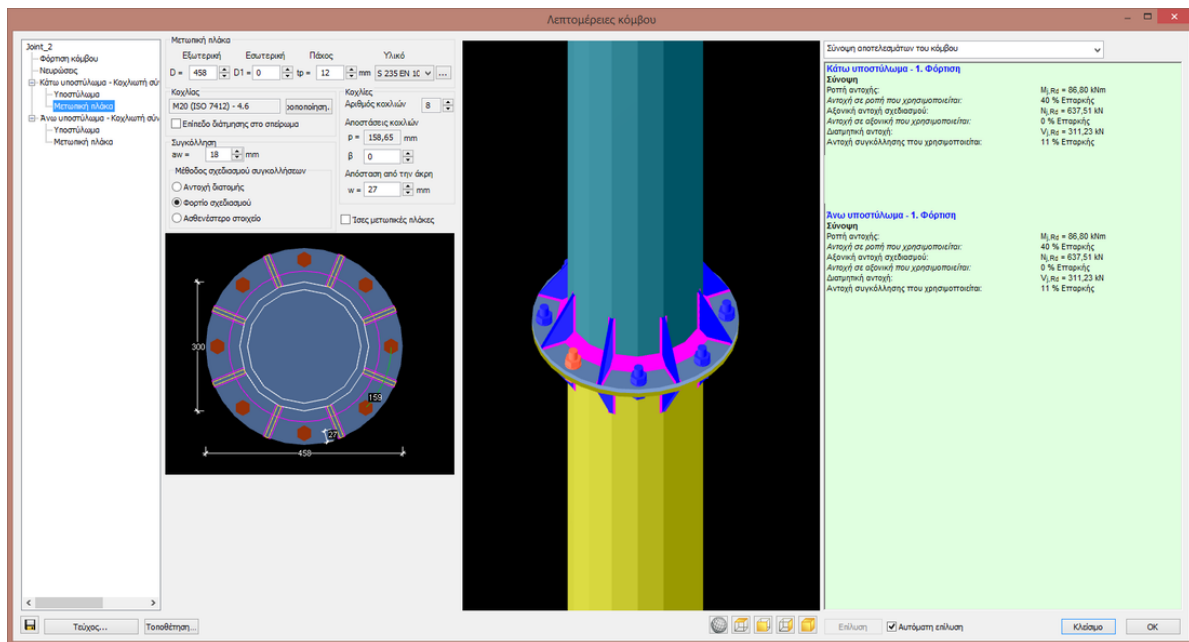 Λεπτομέρειες κόμβου
Joint_2
Φόρτιση κόμβου
Νευρώσεις
Κάτω υποστύλωμα - Κοχλιωτή σύν
Υποστύλωμα
Μετωπική πλάκα
Άνω υποστύλωμα - Κοχλιωτή σύν
Υποστύλωμα
Μετωπική πλάκα
Μετωπική πλάκα
Εξωτερική Εσωτερική Πάχος Υλικό
D = 458 D1 = 0 tp = 12 mm S 235 EN 10 ...
Κοχλίας
M20 (ISO 7412) - 4.6 τροποποίηση.
Επίπεδο διάτμησης στο σπείρωμα
Συγκόλληση
aw = 18 mm
Μέθοδος σχεδιασμού συγκολλήσεων
Αντοχή διατομής
Φορτίο σχεδιασμού
Ασθενέστερο στοιχείο
Κοχλίες
Αριθμός κοχλιών 8
Αποστάσεις κοχλιών
p = 158,65 mm
β 0
Απόσταση από την άκρη
w = 27 mm
Ίσες μετωπικές πλάκες
300
159
27
458
Σύνοψη αποτελεσμάτων του κόμβου
Κάτω υποστύλωμα - 1. Φόρτιση
Σύνοψη
Ροπή αντοχής: Mj,Rd = 86,80 kNm
Αντοχή σε ροπή που χρησιμοποιείται: 40 % Επαρκής
Αξονική αντοχή σχεδιασμού: Nj,Rd = 637,51 kN
Αντοχή σε αξονική που χρησιμοποιείται: 0 % Επαρκής
Διατμητική αντοχή: Vj,Rd = 311,23 kN
Αντοχή συγκόλλησης που χρησιμοποιείται: 11 % Επαρκής
Άνω υποστύλωμα - 1. Φόρτιση
Σύνοψη
Ροπή αντοχής: Mj,Rd = 86,80 kNm
Αντοχή σε ροπή που χρησιμοποιείται: 40 % Επαρκής
Αξονική αντοχή σχεδιασμού: Nj,Rd = 637,51 kN
Αντοχή σε αξονική που χρησιμοποιείται: 0 % Επαρκής
Διατμητική αντοχή: Vj,Rd = 311,23 kN
Αντοχή συγκόλλησης που χρησιμοποιείται: 11 % Επαρκής
Τεύχος... Τοποθέτηση... Επίλυση Αυτόματη επίλυση Κλείσιμο OK